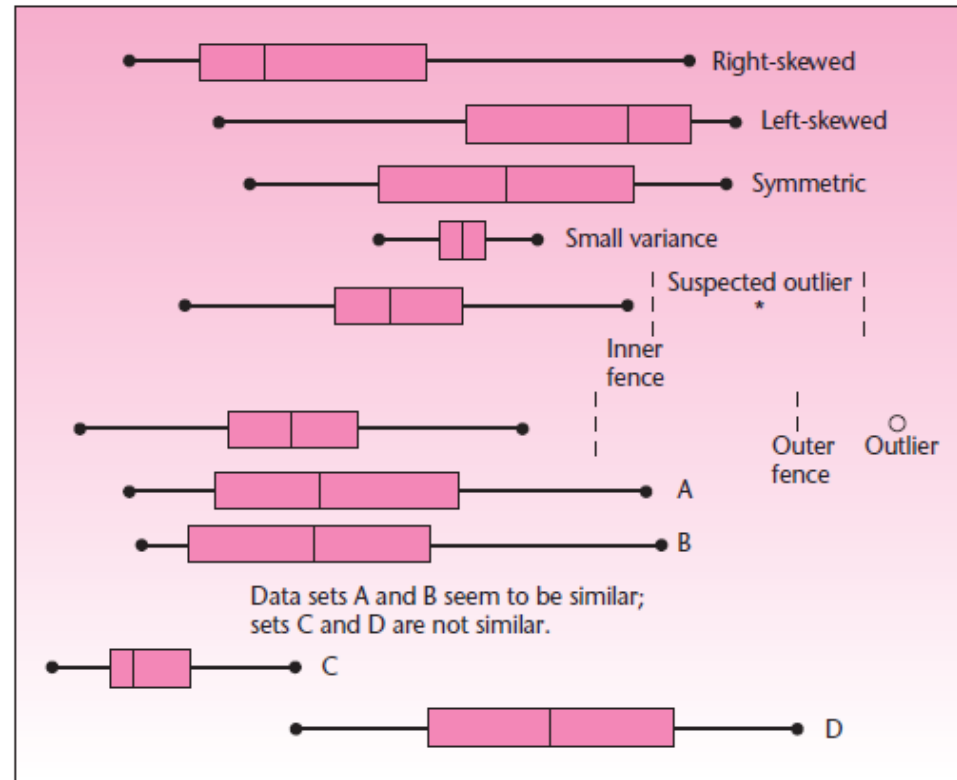 Right-skewed
Left-skewed
Symmetric
Small variance
Suspected outlier
*
Inner
fence
Outer
fence
Outlier
A
B
Data sets A and B seem to be similar;
sets C and D are not similar.
C
D